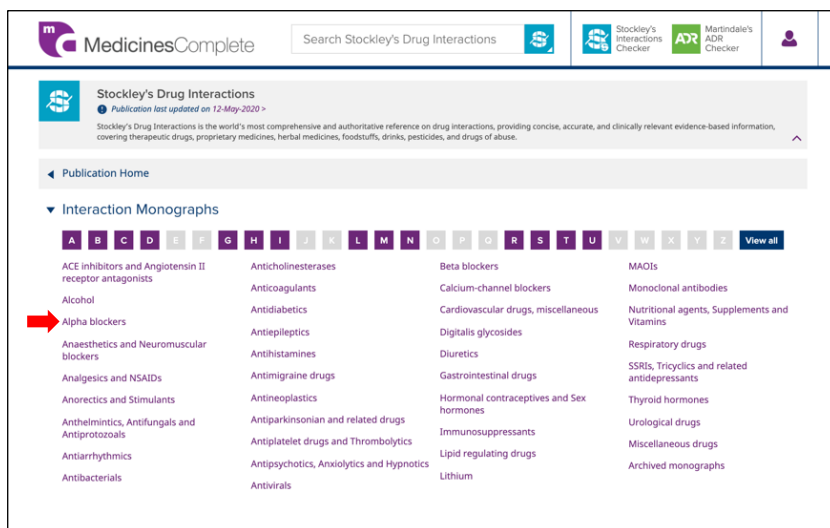 mc MedicinesComplete
Search Stockley's Drug Interactions
Stockley's
Interactions
Checker
ADR
Martindale's
ADR
Checker
Stockley's Drug Interactions
Publication last updated on 12-May-2020 >
Stockley's Drug Interactions is the world's most comprehensive and authoritative reference on drug interactions, providing concise, accurate, and clinically relevant evidence-based information,
covering therapeutic drugs, proprietary medicines, herbal medicines, foodstuffs, drinks, pesticides, and drugs of abuse.
Publication Home
Interaction Monographs
A B C D E F G H I J K L M N O P Q R S T U V W X Y Z View all
ACE inhibitors and Angiotensin II
receptor antagonists
Alcohol
Alpha blockers
Anaesthetics and Neuromuscular
blockers
Analgesics and NSAIDs
Anorectics and Stimulants
Anthelmintics, Antifungals and
Antiprotozoals
Antiarrhythmics
Antibacterials
Anticholinesterases
Anticoagulants
Antidiabetics
Antiepileptics
Antihistamines
Antimigraine drugs
Antineoplastics
Antiparkinsonian and related drugs
Antiplatelet drugs and Thrombolytics
Antipsychotics, Anxiolytics and Hypnotics
Antivirals
Beta blockers
Calcium-channel blockers
Cardiovascular drugs, miscellaneous
Digitalis glycosides
Diuretics
Gastrointestinal drugs
Hormonal contraceptives and Sex
hormones
Immunosuppressants
Lipid regulating drugs
Lithium
MAOIs
Monoclonal antibodies
Nutritional agents, Supplements and
Vitamins
Respiratory drugs
SSRIs, Tricyclics and related
antidepressants
Thyroid hormones
Urological drugs
Miscellaneous drugs
Archived monographs